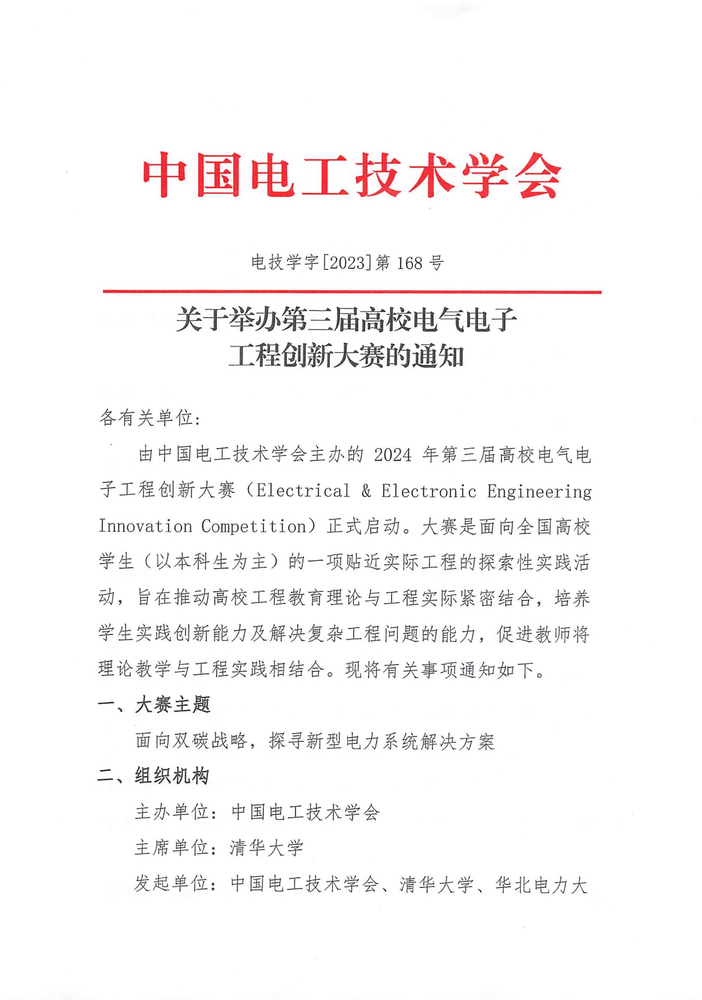 中国电工技术学会
电技学字[2023]第 168 号
关于举办第三届高校电气电子
工程创新大赛的通知
各有关单位：
由中国电工技术学会主办的 2024 年第三届高校电气电
子工程创新大赛（Electrical & Electronic Engineering
Innovation Competition）正式启动。大赛是面向全国高校
学生（以本科生为主）的一项贴近实际工程的探索性实践活
动，旨在推动高校工程教育理论与工程实际紧密结合，培养
学生实践创新能力及解决复杂工程问题的能力，促进教师将
理论教学与工程实践相结合。现将有关事项通知如下。
一、大赛主题
面向双碳战略，探寻新型电力系统解决方案
二、组织机构
主办单位：中国电工技术学会
主席单位：清华大学
发起单位：中国电工技术学会、清华大学、华北电力大